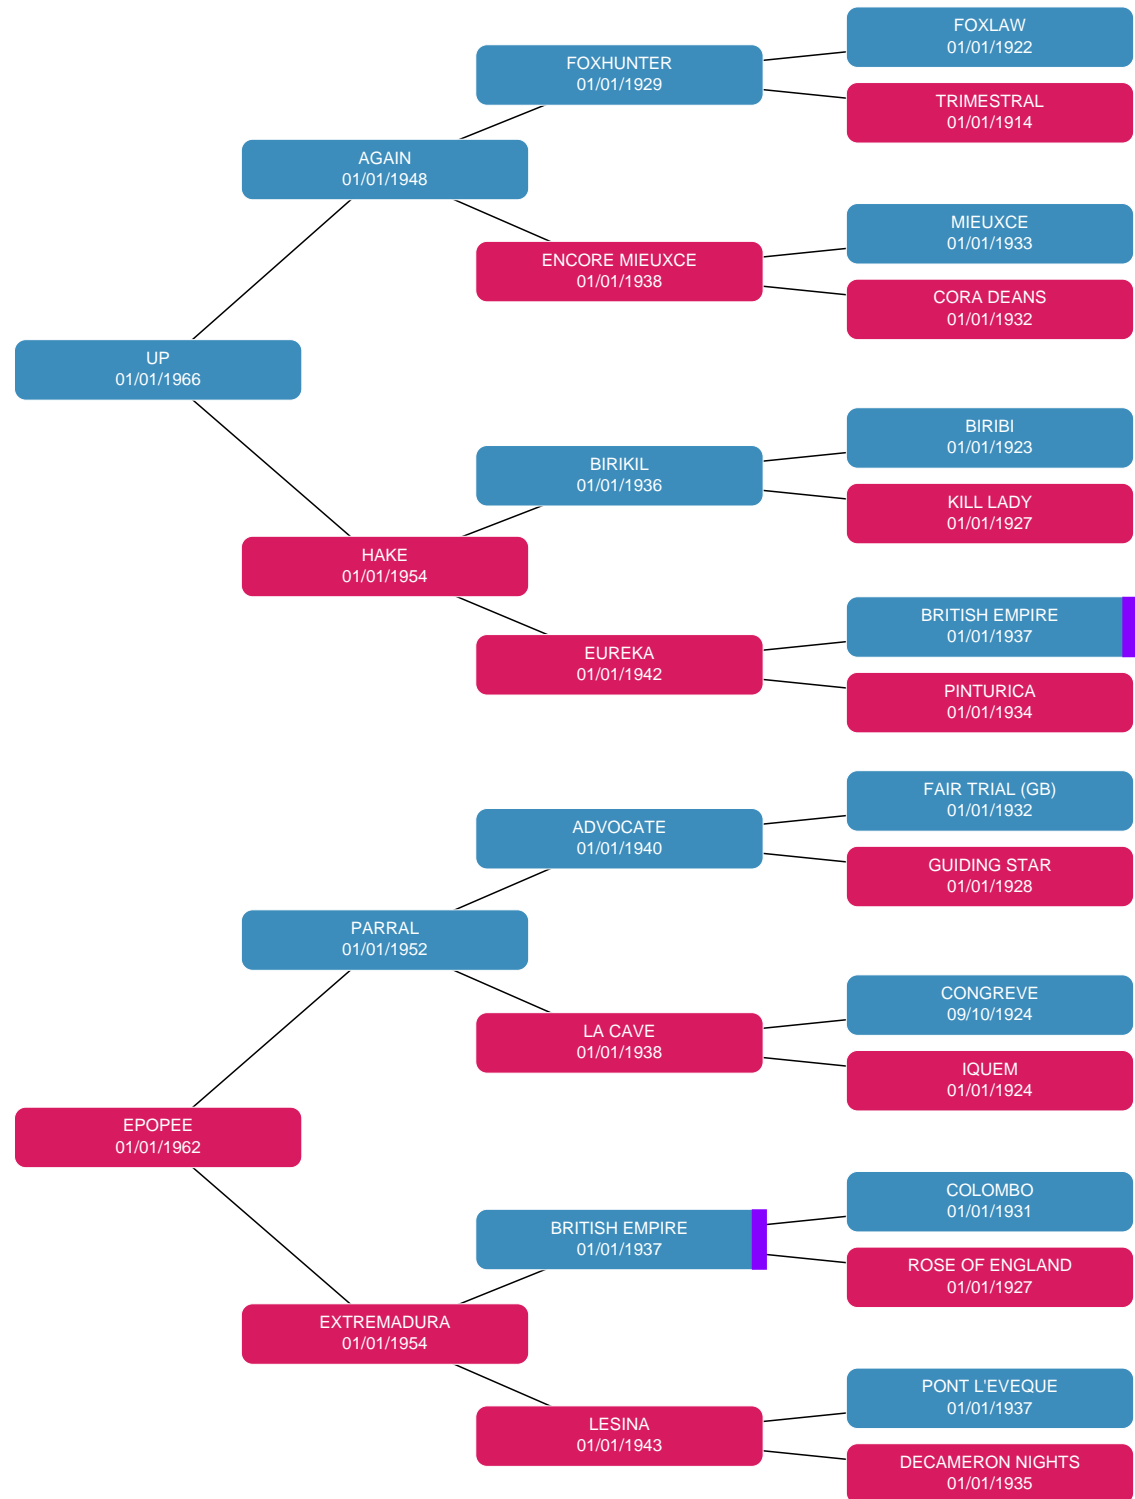 FOXLAW
01/01/1922
FOXHUNTER
01/01/1929
TRIMESTRAL
01/01/1914
AGAIN
01/01/1948
MIEUXCE
01/01/1933
ENCORE MIEUXCE
01/01/1938
CORA DEANS
01/01/1932
UP
01/01/1966
BIRIBI
01/01/1923
BIRIKIL
01/01/1936
KILL LADY
01/01/1927
HAKE
01/01/1954
BRITISH EMPIRE
01/01/1937
EUREKA
01/01/1942
PINTURICA
01/01/1934
FAIR TRIAL (GB)
01/01/1932
ADVOCATE
01/01/1940
GUIDING STAR
01/01/1928
PARRAL
01/01/1952
CONGREVE
09/10/1924
LA CAVE
01/01/1938
IQUEM
01/01/1924
EPOPEE
01/01/1962
COLOMBO
01/01/1931
BRITISH EMPIRE
01/01/1937
ROSE OF ENGLAND
01/01/1927
EXTREMADURA
01/01/1954
PONT L'EVEQUE
01/01/1937
LESINA
01/01/1943
DECAMERON NIGHTS
01/01/1935